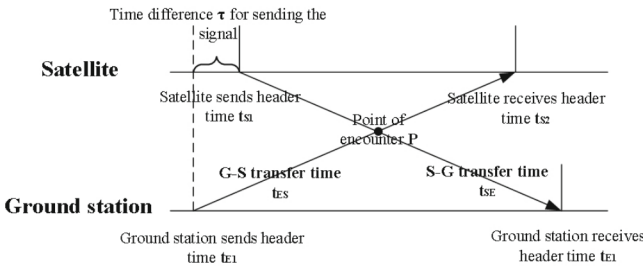 Time difference τ for sending the
signal
Satellite
Satellite sends header
time tS1
Satellite receives header
time tS2
Point of
encounter P
G–S transfer time
tES
S-G transfer time
tSE
Ground station
Ground station sends header
time tE1
Ground station receives
header time tE1